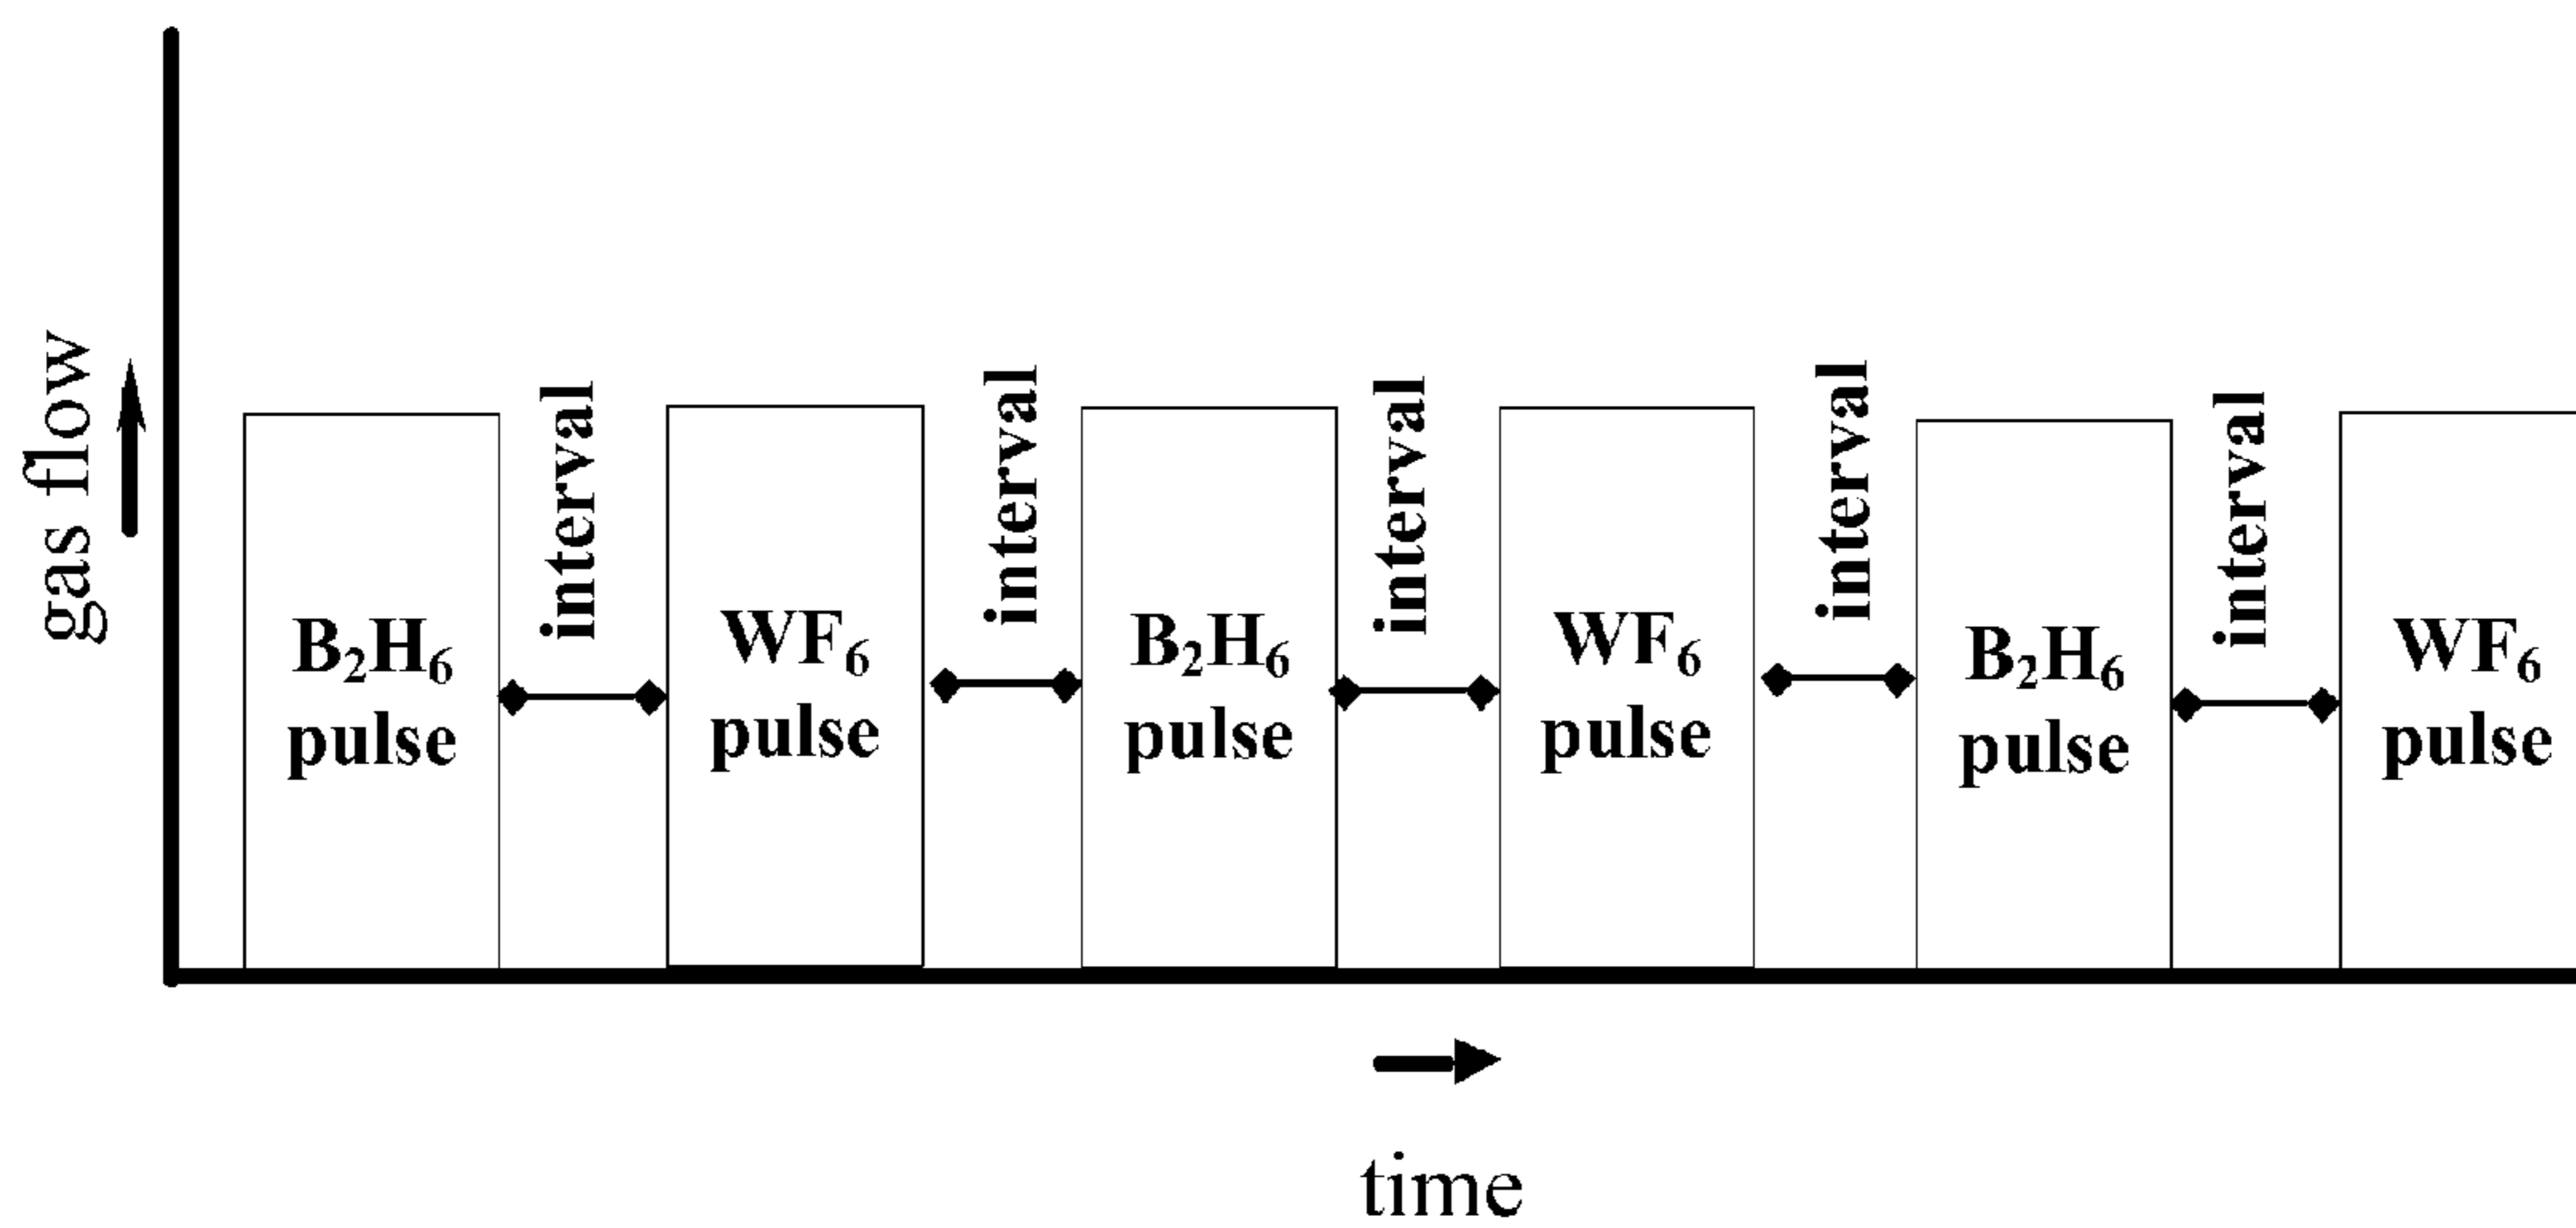 gas flow
B₂H₆
pulse
interval
WF₆
pulse
interval
B₂H₆
pulse
interval
WF₆
pulse
interval
B₂H₆
pulse
interval
WF₆
pulse
time